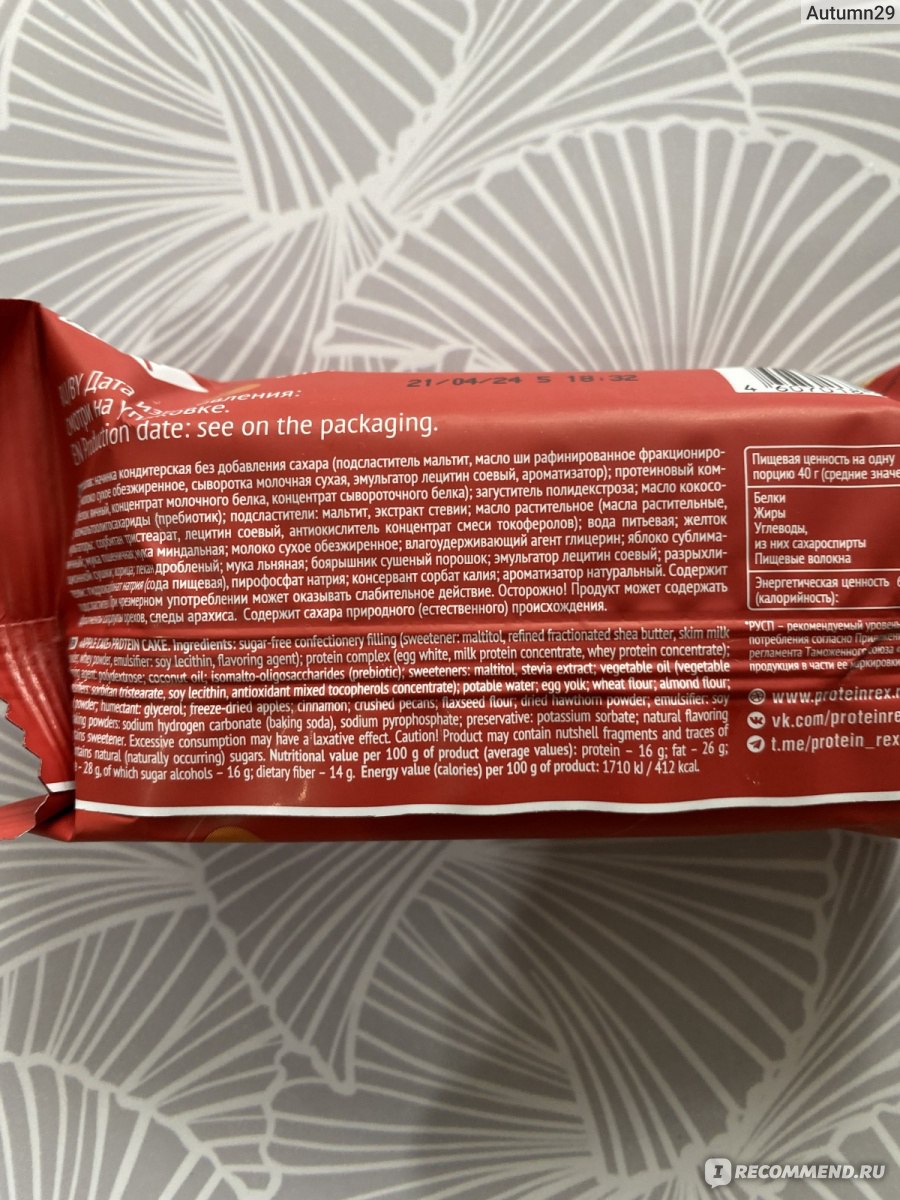 Autumn29
21/04/24 5 18:32
Дата изготовления:
на упаковке.
EN Production date: see on the packaging.
начинка кондитерская без добавления сахара (подсластитель мальтит, масло ши рафинированное фракциониро-
сухое обезжиренное, сыворотка молочная сухая, эмульгатор лецитин соевый, ароматизатор); протеиновый ком-
концентрат молочного белка, концентрат сывороточного белка); загуститель полидекстроза; масло кокосо-
(пребиотик); подсластители: мальтит, экстракт стевии; масло растительное (масла растительные,
тристеарат, лецитин соевый, антиокислитель концентрат смеси токоферолов); вода питьевая; желток
мука миндальная; молоко сухое обезжиренное; влагоудерживающий агент глицерин; яблоко сублима-
дробленый; мука льняная; боярышник сушеный порошок; эмульгатор лецитин соевый; разрыхли-
натрия (сода пищевая), пирофосфат натрия; консервант сорбат калия; ароматизатор натуральный. Содержит
при чрезмерном употреблении может оказывать слабительное действие. Осторожно! Продукт может содержать
орехов, следы арахиса. Содержит сахара природного (естественного) происхождения.
PROTEIN CAKE. Ingredients: sugar-free confectionery filling (sweetener: maltitol, refined fractionated shea butter, skim milk
whey powder, emulsifier: soy lecithin, flavoring agent); protein complex (egg white, milk protein concentrate, whey protein concentrate);
agent: polydextrose; coconut oil; isomalto-oligosaccharides (prebiotic); sweeteners: maltitol, stevia extract; vegetable oil (vegetable
sorbitan tristearate, soy lecithin, antioxidant mixed tocopherols concentrate); potable water; egg yolk; wheat flour; almond flour;
powder; humectant: glycerol; freeze-dried apples; cinnamon; crushed pecans; flaxseed flour; dried hawthorn powder; emulsifier: soy
powders: sodium hydrogen carbonate (baking soda), sodium pyrophosphate; preservative: potassium sorbate; natural flavoring
sweetener. Excessive consumption may have a laxative effect. Caution! Product may contain nutshell fragments and traces of
natural (naturally occurring) sugars. Nutritional value per 100 g of product (average values): protein – 16 g; fat – 26 g;
– 28 g, of which sugar alcohols – 16 g; dietary fiber – 14 g. Energy value (calories) per 100 g of product: 1710 kJ / 412 kcal.
Пищевая ценность на одну
порцию 40 г (средние значе
Белки
Жиры
Углеводы,
из них сахароспирты
Пищевые волокна
Энергетическая ценность
(калорийность):
*РУСП – рекомендуемый уровень
потребления согласно
регламента Таможенного союза
продукция в части ее маркировки
www.proteinrex.r
vk.com/proteinre
t.me/protein_rex
IRECOMMEND.RU